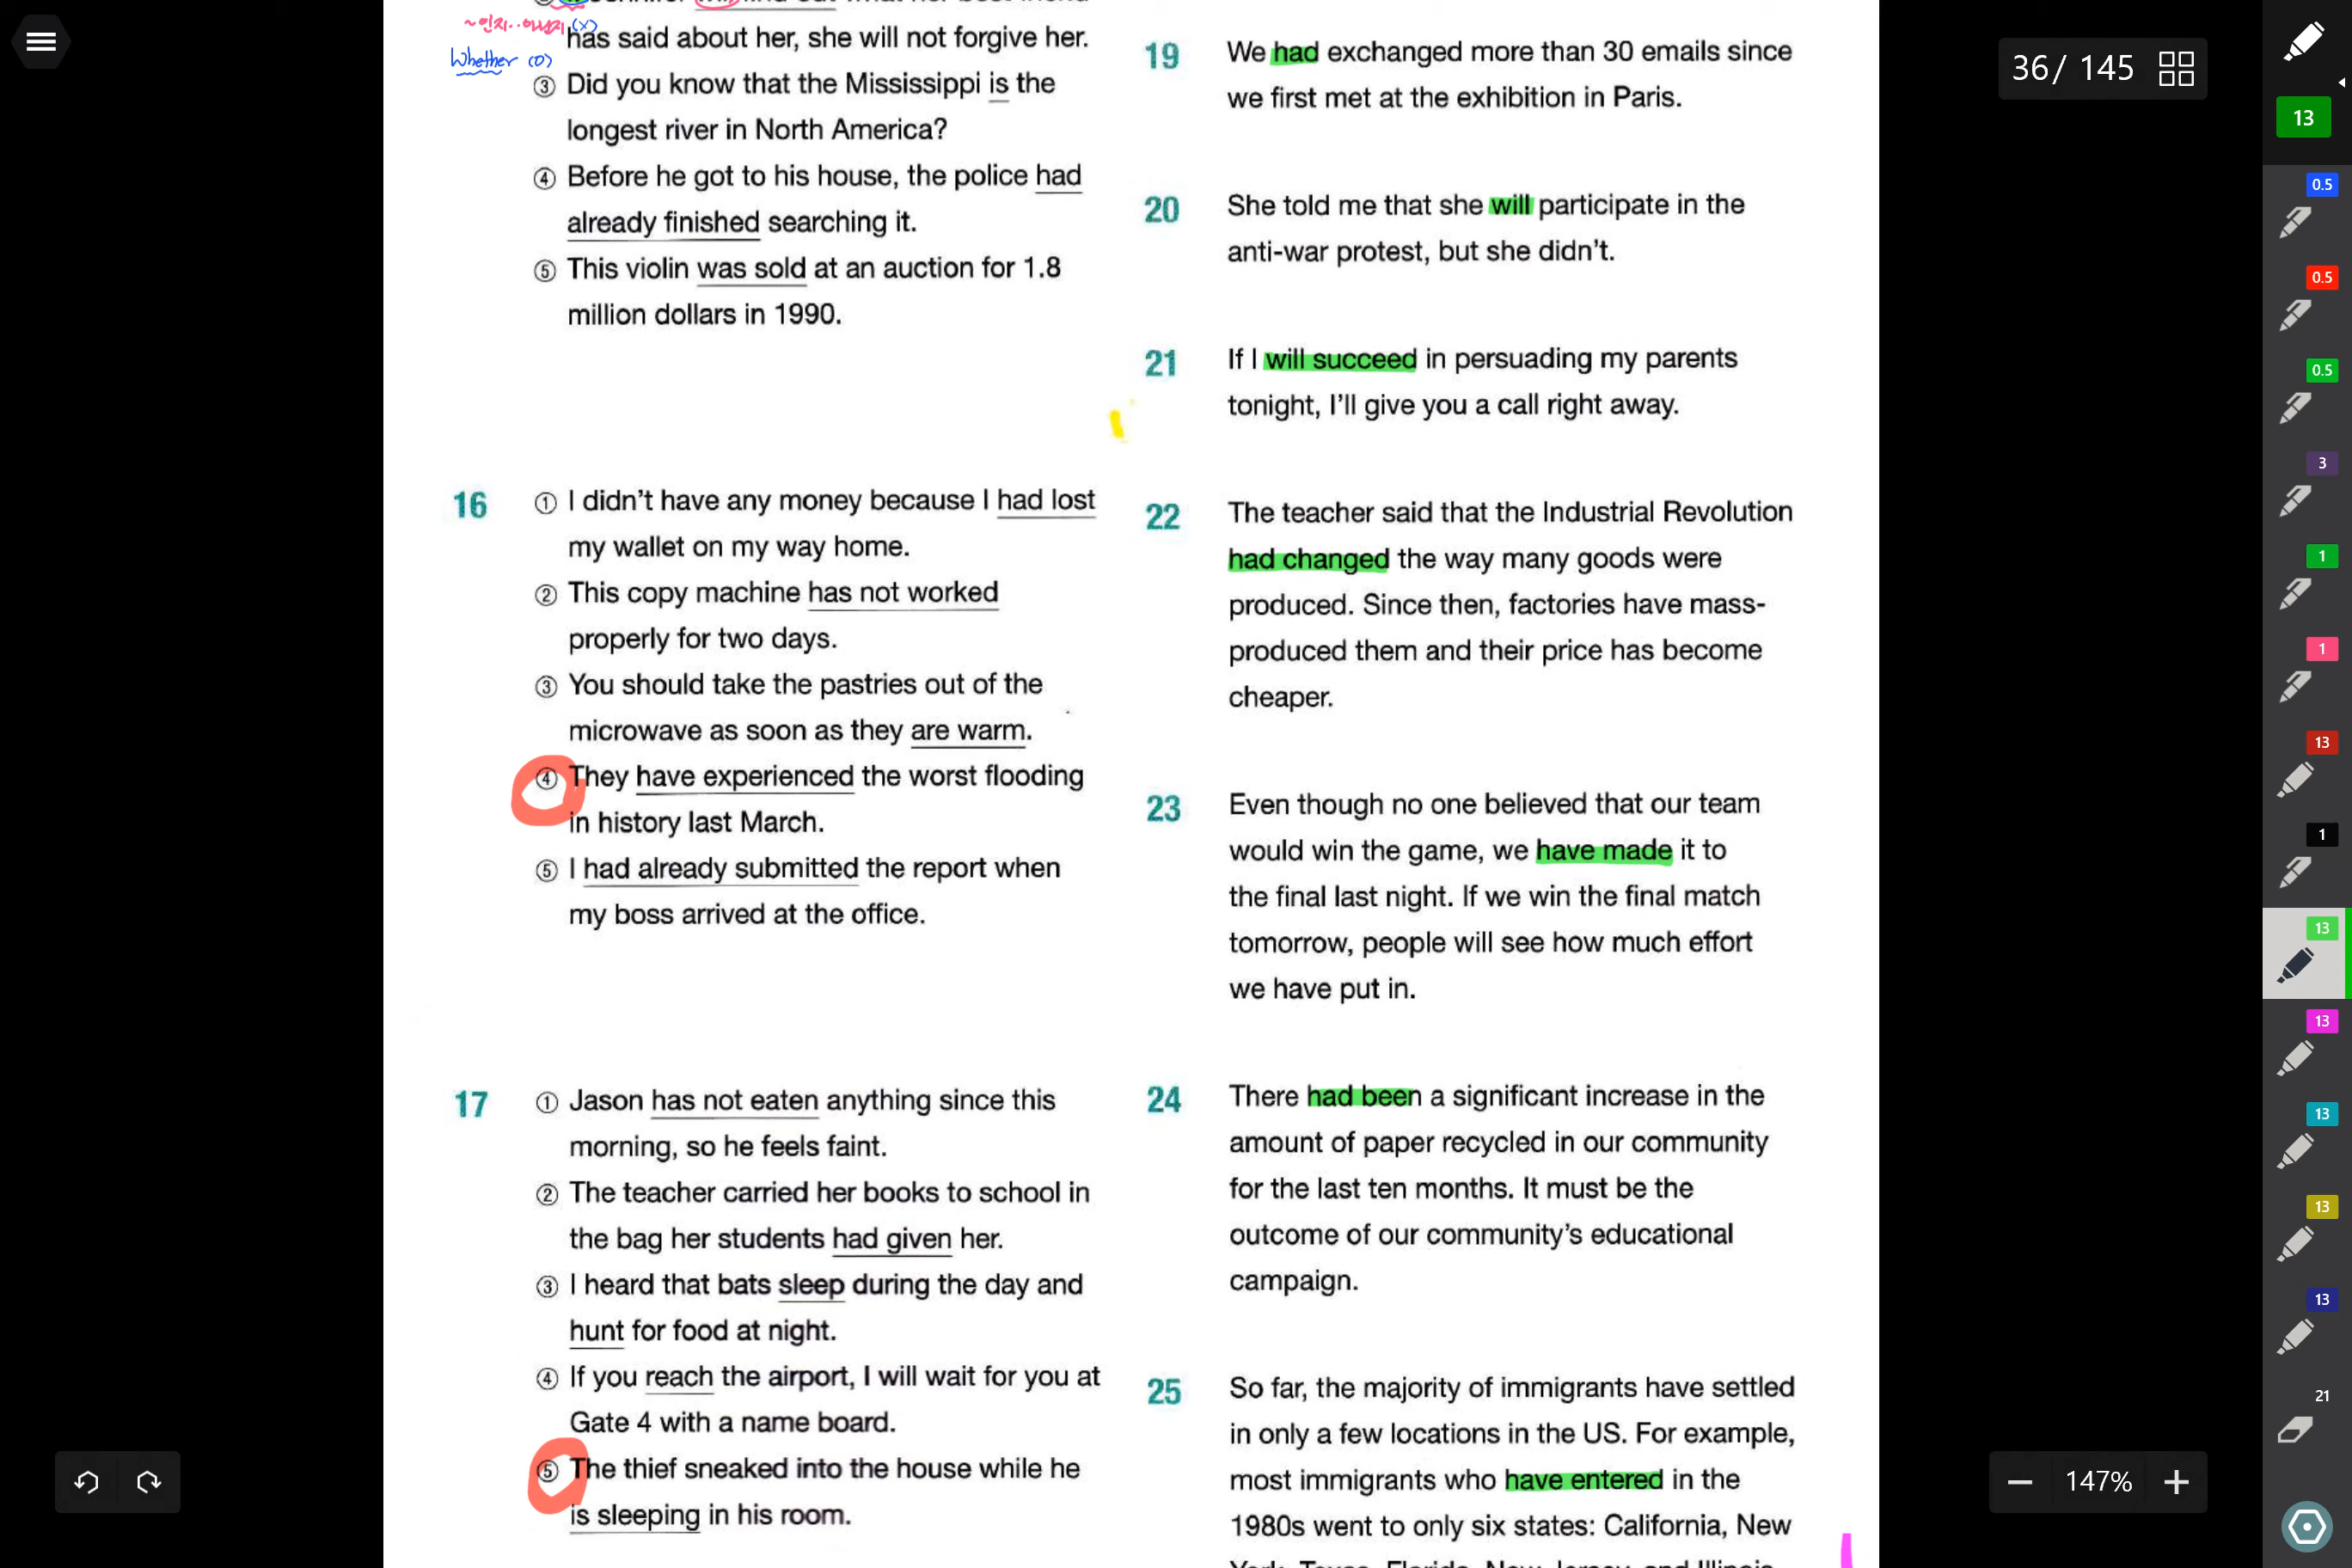 ~인지..아닌지(X)
Whether (O)
has said about her, she will not forgive her.
③ Did you know that the Mississippi is the
longest river in North America?
④ Before he got to his house, the police had
already finished searching it.
⑤ This violin was sold at an auction for 1.8
million dollars in 1990.
16 ① I didn't have any money because I had lost
my wallet on my way home.
② This copy machine has not worked
properly for two days.
③ You should take the pastries out of the
microwave as soon as they are warm.
④ They have experienced the worst flooding
in history last March.
⑤ I had already submitted the report when
my boss arrived at the office.
17 ① Jason has not eaten anything since this
morning, so he feels faint.
② The teacher carried her books to school in
the bag her students had given her.
③ I heard that bats sleep during the day and
hunt for food at night.
④ If you reach the airport, I will wait for you at
Gate 4 with a name board.
⑤ The thief sneaked into the house while he
is sleeping in his room.
19 We had exchanged more than 30 emails since
we first met at the exhibition in Paris.
20 She told me that she will participate in the
anti-war protest, but she didn't.
21 If I will succeed in persuading my parents
tonight, I'll give you a call right away.
22 The teacher said that the Industrial Revolution
had changed the way many goods were
produced. Since then, factories have mass-
produced them and their price has become
cheaper.
23 Even though no one believed that our team
would win the game, we have made it to
the final last night. If we win the final match
tomorrow, people will see how much effort
we have put in.
24 There had been a significant increase in the
amount of paper recycled in our community
for the last ten months. It must be the
outcome of our community's educational
campaign.
25 So far, the majority of immigrants have settled
in only a few locations in the US. For example,
most immigrants who have entered in the
1980s went to only six states: California, New
36/ 145
147%
13
0.5
0.5
0.5
3
1
1
13
1
13
13
13
13
13
21